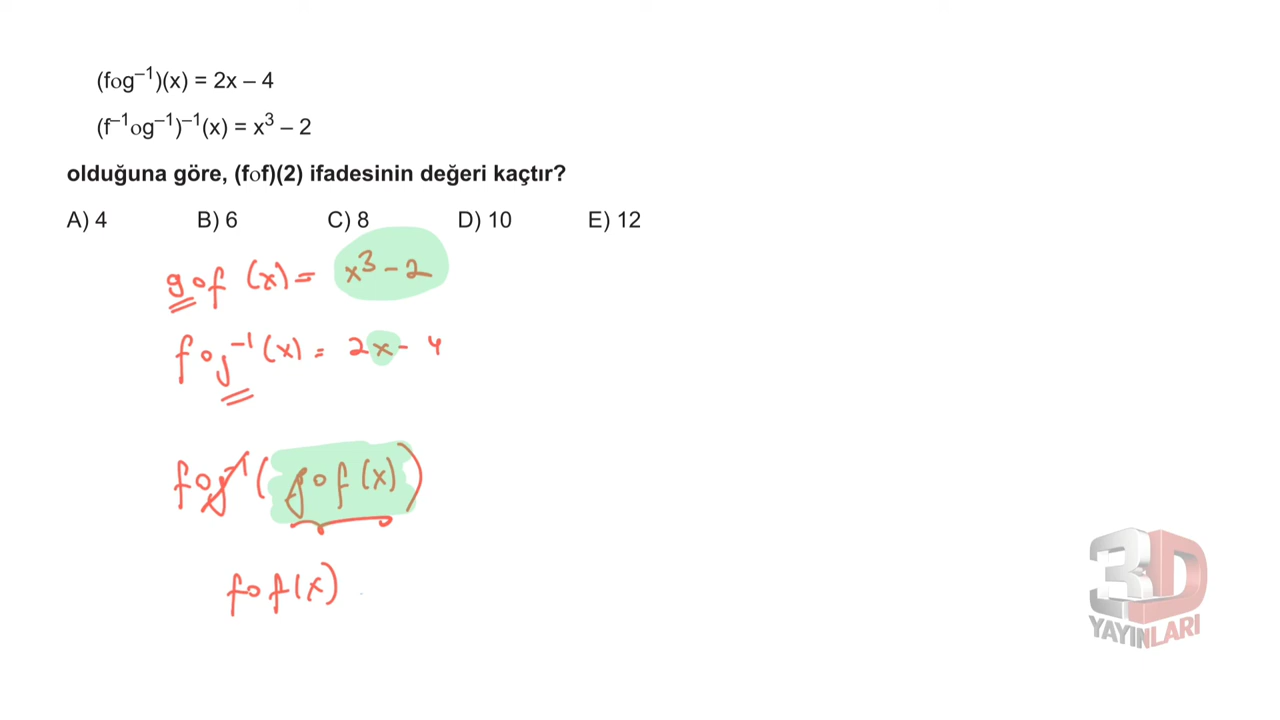 (fog⁻¹)(x) = 2x – 4
(f⁻¹og⁻¹)⁻¹(x) = x³ – 2
olduğuna göre, (fof)(2) ifadesinin değeri kaçtır?
A) 4 B) 6 C) 8 D) 10 E) 12
gof (x) = x³ - 2
fog⁻¹(x) = 2x - 4
fog⁻¹(gof(x))
fof(x)
3D
YAYINLARI